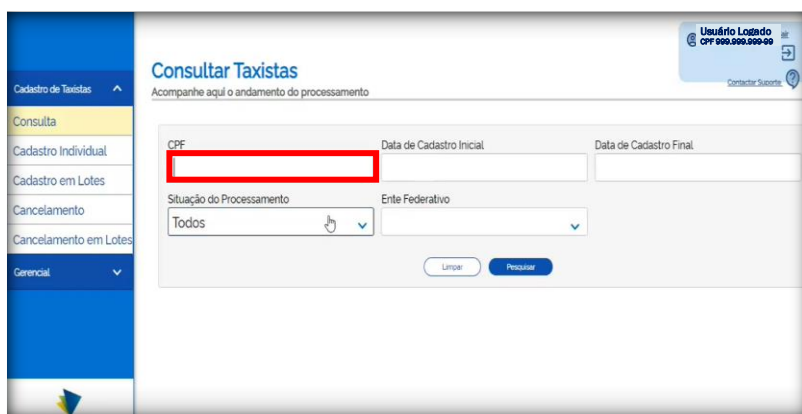 Usuário Logado
CPF 999.999.999-99
Contactar Suporte
Consultar Taxistas
Acompanhe aqui o andamento do processamento
Cadastro de Taxistas
Consulta
Cadastro Individual
Cadastro em Lotes
Cancelamento
Cancelamento em Lotes
Gerencial
CPF
Data de Cadastro Inicial
Data de Cadastro Final
Situação do Processamento
Ente Federativo
Todos
Limpar
Pesquisar